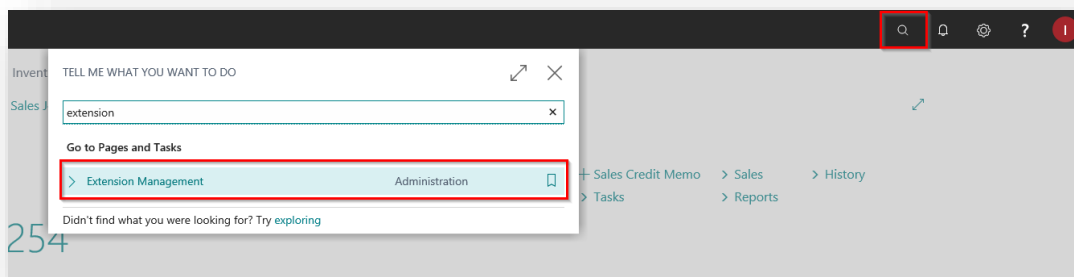 ?
I
Invent
TELL ME WHAT YOU WANT TO DO
Sales J
extension
Go to Pages and Tasks
Extension Management Administration
+ Sales Credit Memo > Sales > History
> Tasks > Reports
Didn't find what you were looking for? Try exploring
254